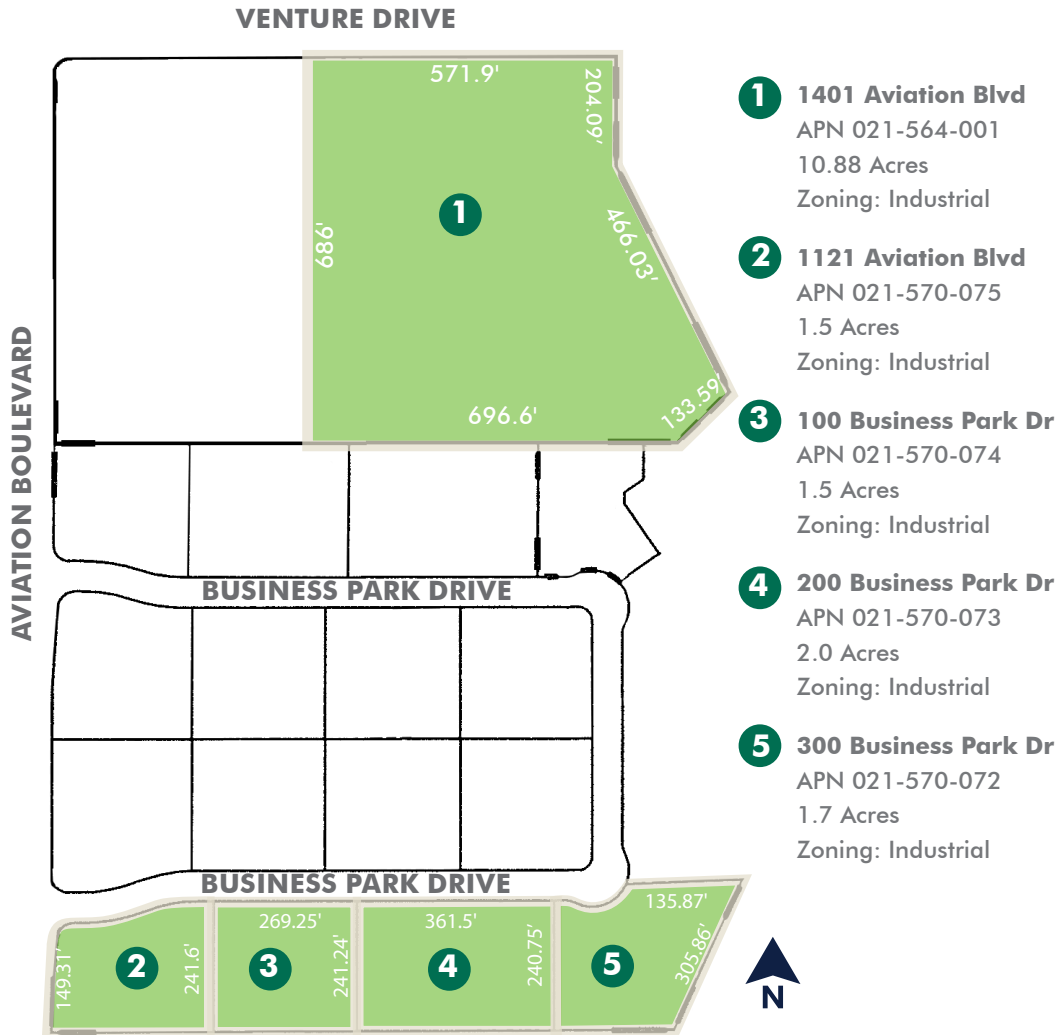 VENTURE DRIVE
571.9'
204.09'
686'
1
466.03'
696.6'
133.59'
AVIATION BOULEVARD
BUSINESS PARK DRIVE
BUSINESS PARK DRIVE
149.31'
2
241.6'
269.25'
3
241.24'
361.5'
4
240.75'
135.87'
5
305.86'
N
1 1401 Aviation Blvd
APN 021-564-001
10.88 Acres
Zoning: Industrial
2 1121 Aviation Blvd
APN 021-570-075
1.5 Acres
Zoning: Industrial
3 100 Business Park Dr
APN 021-570-074
1.5 Acres
Zoning: Industrial
4 200 Business Park Dr
APN 021-570-073
2.0 Acres
Zoning: Industrial
5 300 Business Park Dr
APN 021-570-072
1.7 Acres
Zoning: Industrial